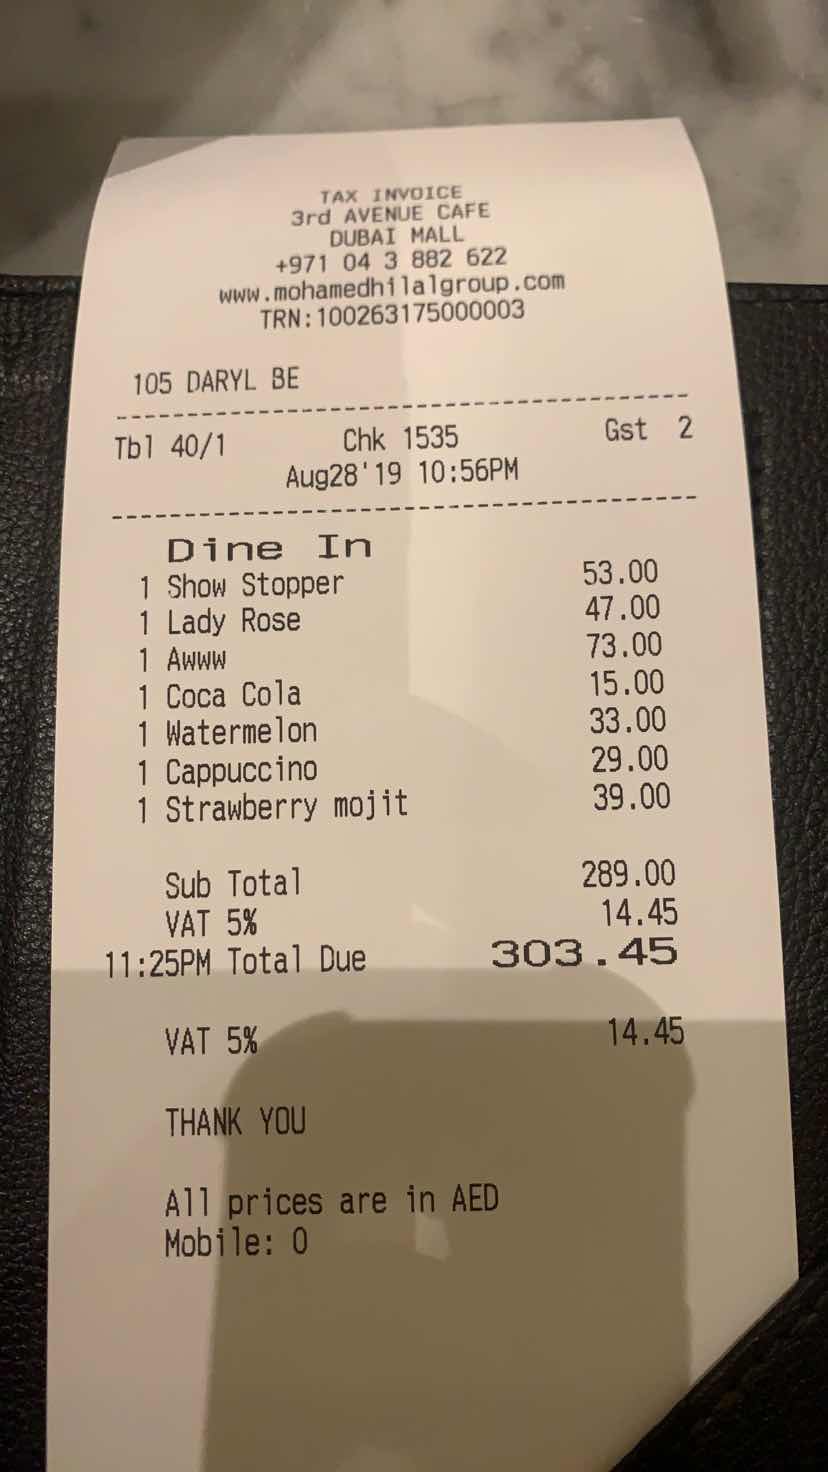 TAX INVOICE
3rd AVENUE CAFE
DUBAI MALL
+971 04 3 882 622
www.mohamedhilalgroup.com
TRN:100263175000003
105 DARYL BE
Tbl 40/1 Chk 1535 Gst 2
Aug28'19 10:56PM
Dine In
1 Show Stopper 53.00
1 Lady Rose 47.00
1 Awww 73.00
1 Coca Cola 15.00
1 Watermelon 33.00
1 Cappuccino 29.00
1 Strawberry mojit 39.00
Sub Total 289.00
VAT 5% 14.45
11:25PM Total Due 303.45
VAT 5% 14.45
THANK YOU
All prices are in AED
Mobile: 0